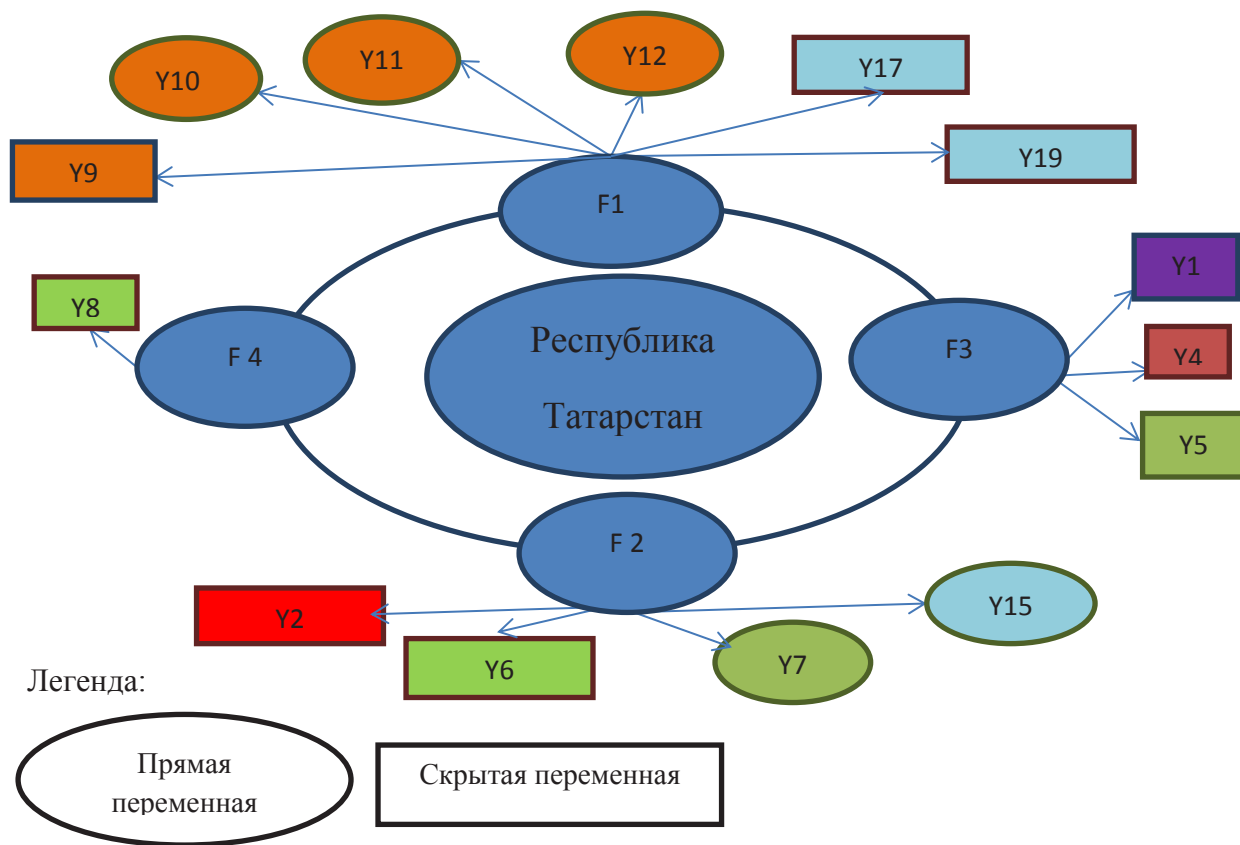 Y10
Y11
Y12
Y17
Y9
Y19
F1
Y8
F 4
Республика
Татарстан
F3
Y1
Y4
Y5
F 2
Y2
Y6
Y7
Y15
Легенда:
Прямая
переменная
Скрытая переменная